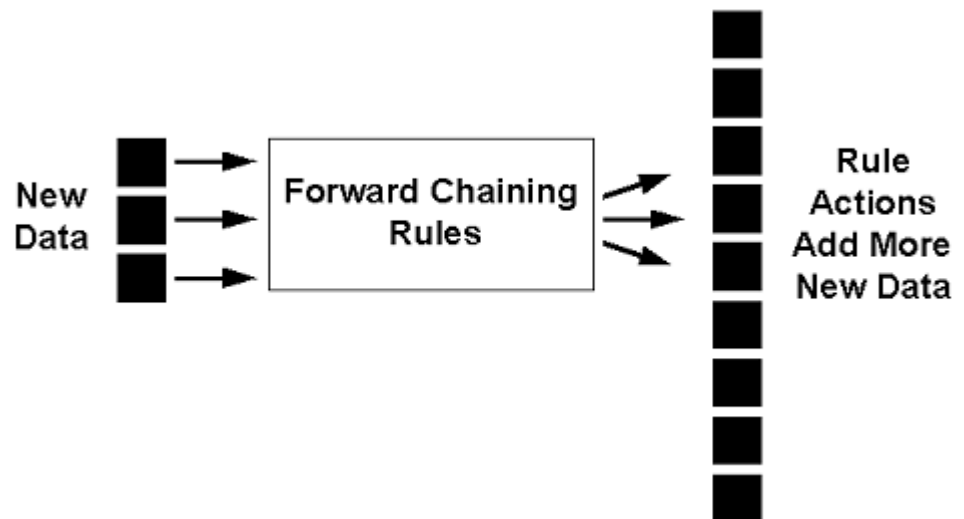 New
Data
Forward Chaining
Rules
Rule
Actions
Add More
New Data